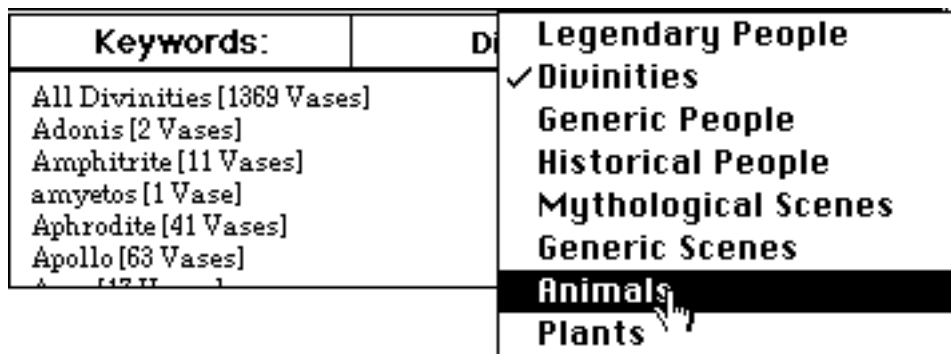 Keywords:
Di
All Divinities [1369 Vases]
Adonis [2 Vases]
Amphitrite [11 Vases]
amyetos [1 Vase]
Aphrodite [41 Vases]
Apollo [63 Vases]
Legendary People
✓Divinities
Generic People
Historical People
Mythological Scenes
Generic Scenes
Animals
Plants